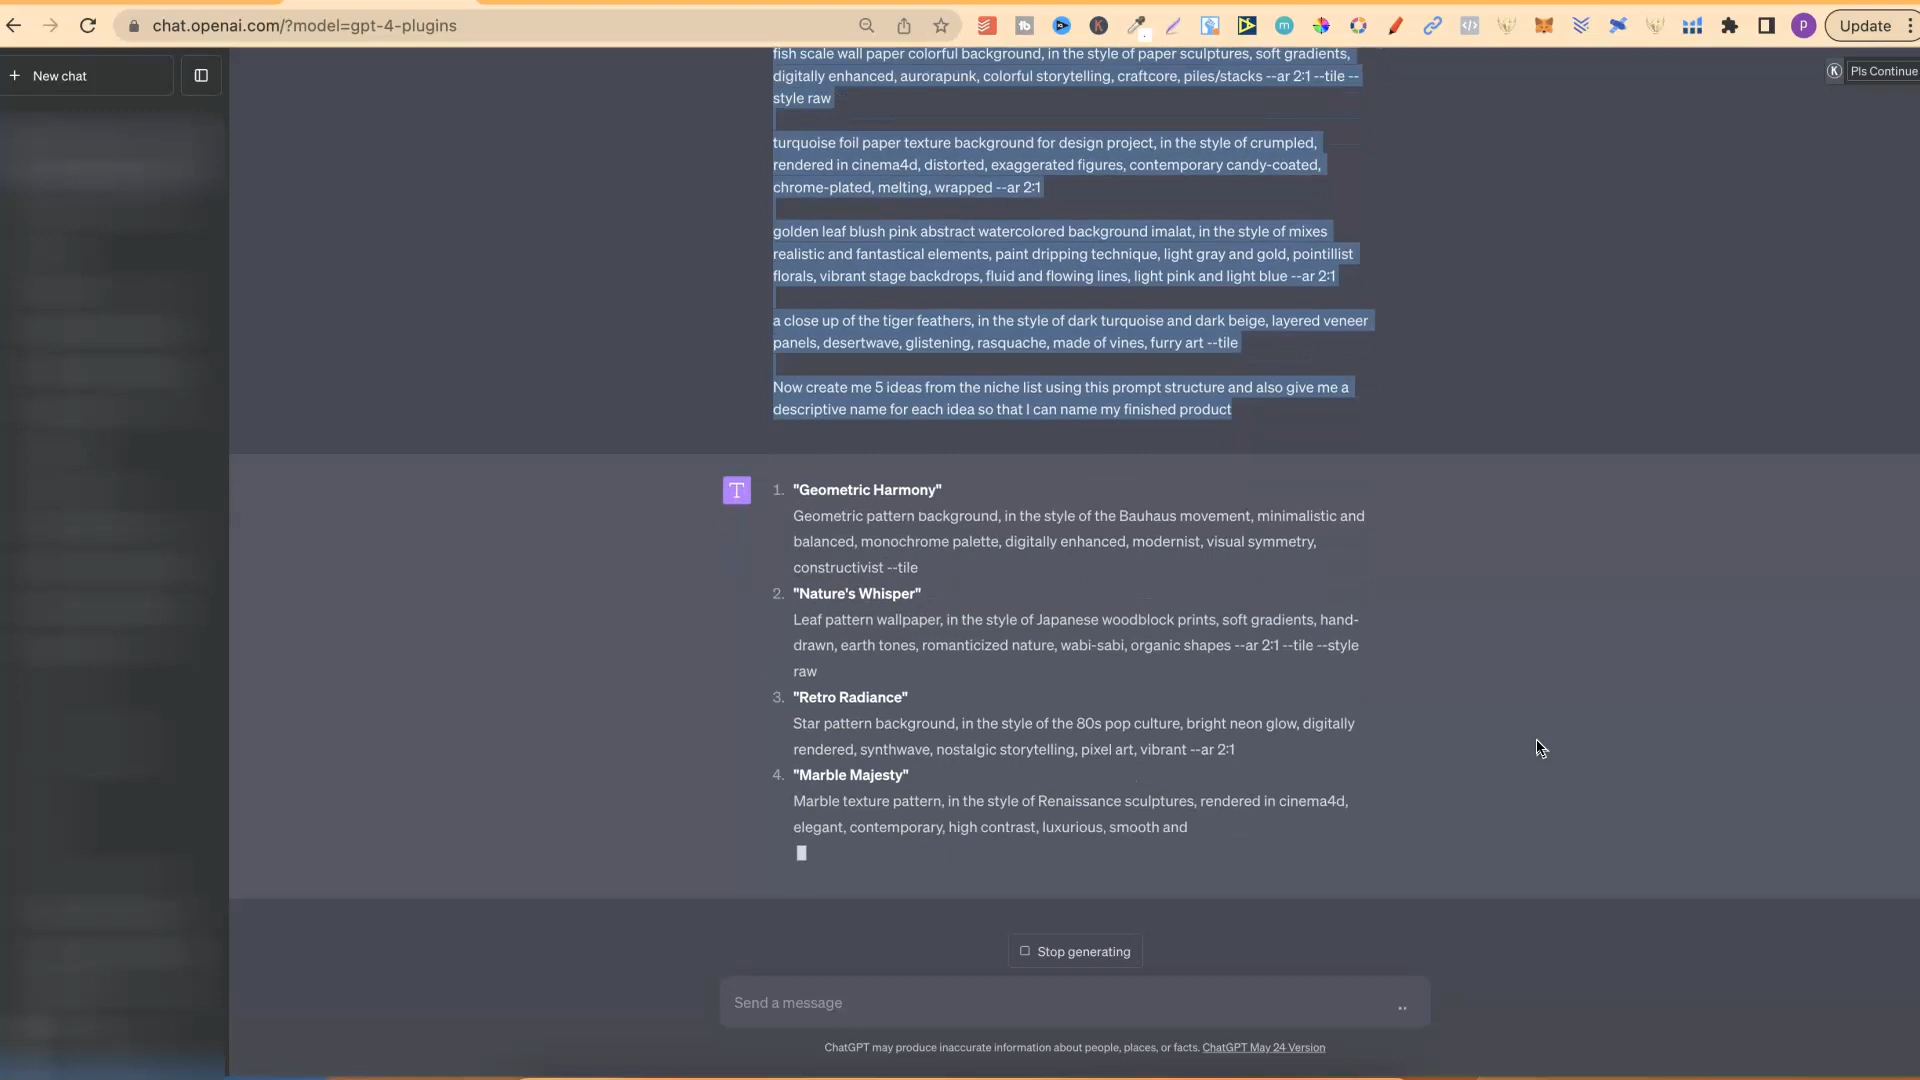 chat.openai.com/?model=gpt-4-plugins
Update
New chat
Pls Continue
fish scale wall paper colorful background, in the style of paper sculptures, soft gradients,
digitally enhanced, aurorapunk, colorful storytelling, craftcore, piles/stacks --ar 2:1 --tile --
style raw
turquoise foil paper texture background for design project, in the style of crumpled,
rendered in cinema4d, distorted, exaggerated figures, contemporary candy-coated,
chrome-plated, melting, wrapped --ar 2:1
golden leaf blush pink abstract watercolored background imalat, in the style of mixes
realistic and fantastical elements, paint dripping technique, light gray and gold, pointillist
florals, vibrant stage backdrops, fluid and flowing lines, light pink and light blue --ar 2:1
a close up of the tiger feathers, in the style of dark turquoise and dark beige, layered veneer
panels, desertwave, glistening, rasquache, made of vines, furry art --tile
Now create me 5 ideas from the niche list using this prompt structure and also give me a
descriptive name for each idea so that I can name my finished product
1. "Geometric Harmony"
Geometric pattern background, in the style of the Bauhaus movement, minimalistic and
balanced, monochrome palette, digitally enhanced, modernist, visual symmetry,
constructivist --tile
2. "Nature's Whisper"
Leaf pattern wallpaper, in the style of Japanese woodblock prints, soft gradients, hand-
drawn, earth tones, romanticized nature, wabi-sabi, organic shapes --ar 2:1 --tile --style
raw
3. "Retro Radiance"
Star pattern background, in the style of the 80s pop culture, bright neon glow, digitally
rendered, synthwave, nostalgic storytelling, pixel art, vibrant --ar 2:1
4. "Marble Majesty"
Marble texture pattern, in the style of Renaissance sculptures, rendered in cinema4d,
elegant, contemporary, high contrast, luxurious, smooth and
Stop generating
Send a message
ChatGPT may produce inaccurate information about people, places, or facts. ChatGPT May 24 Version